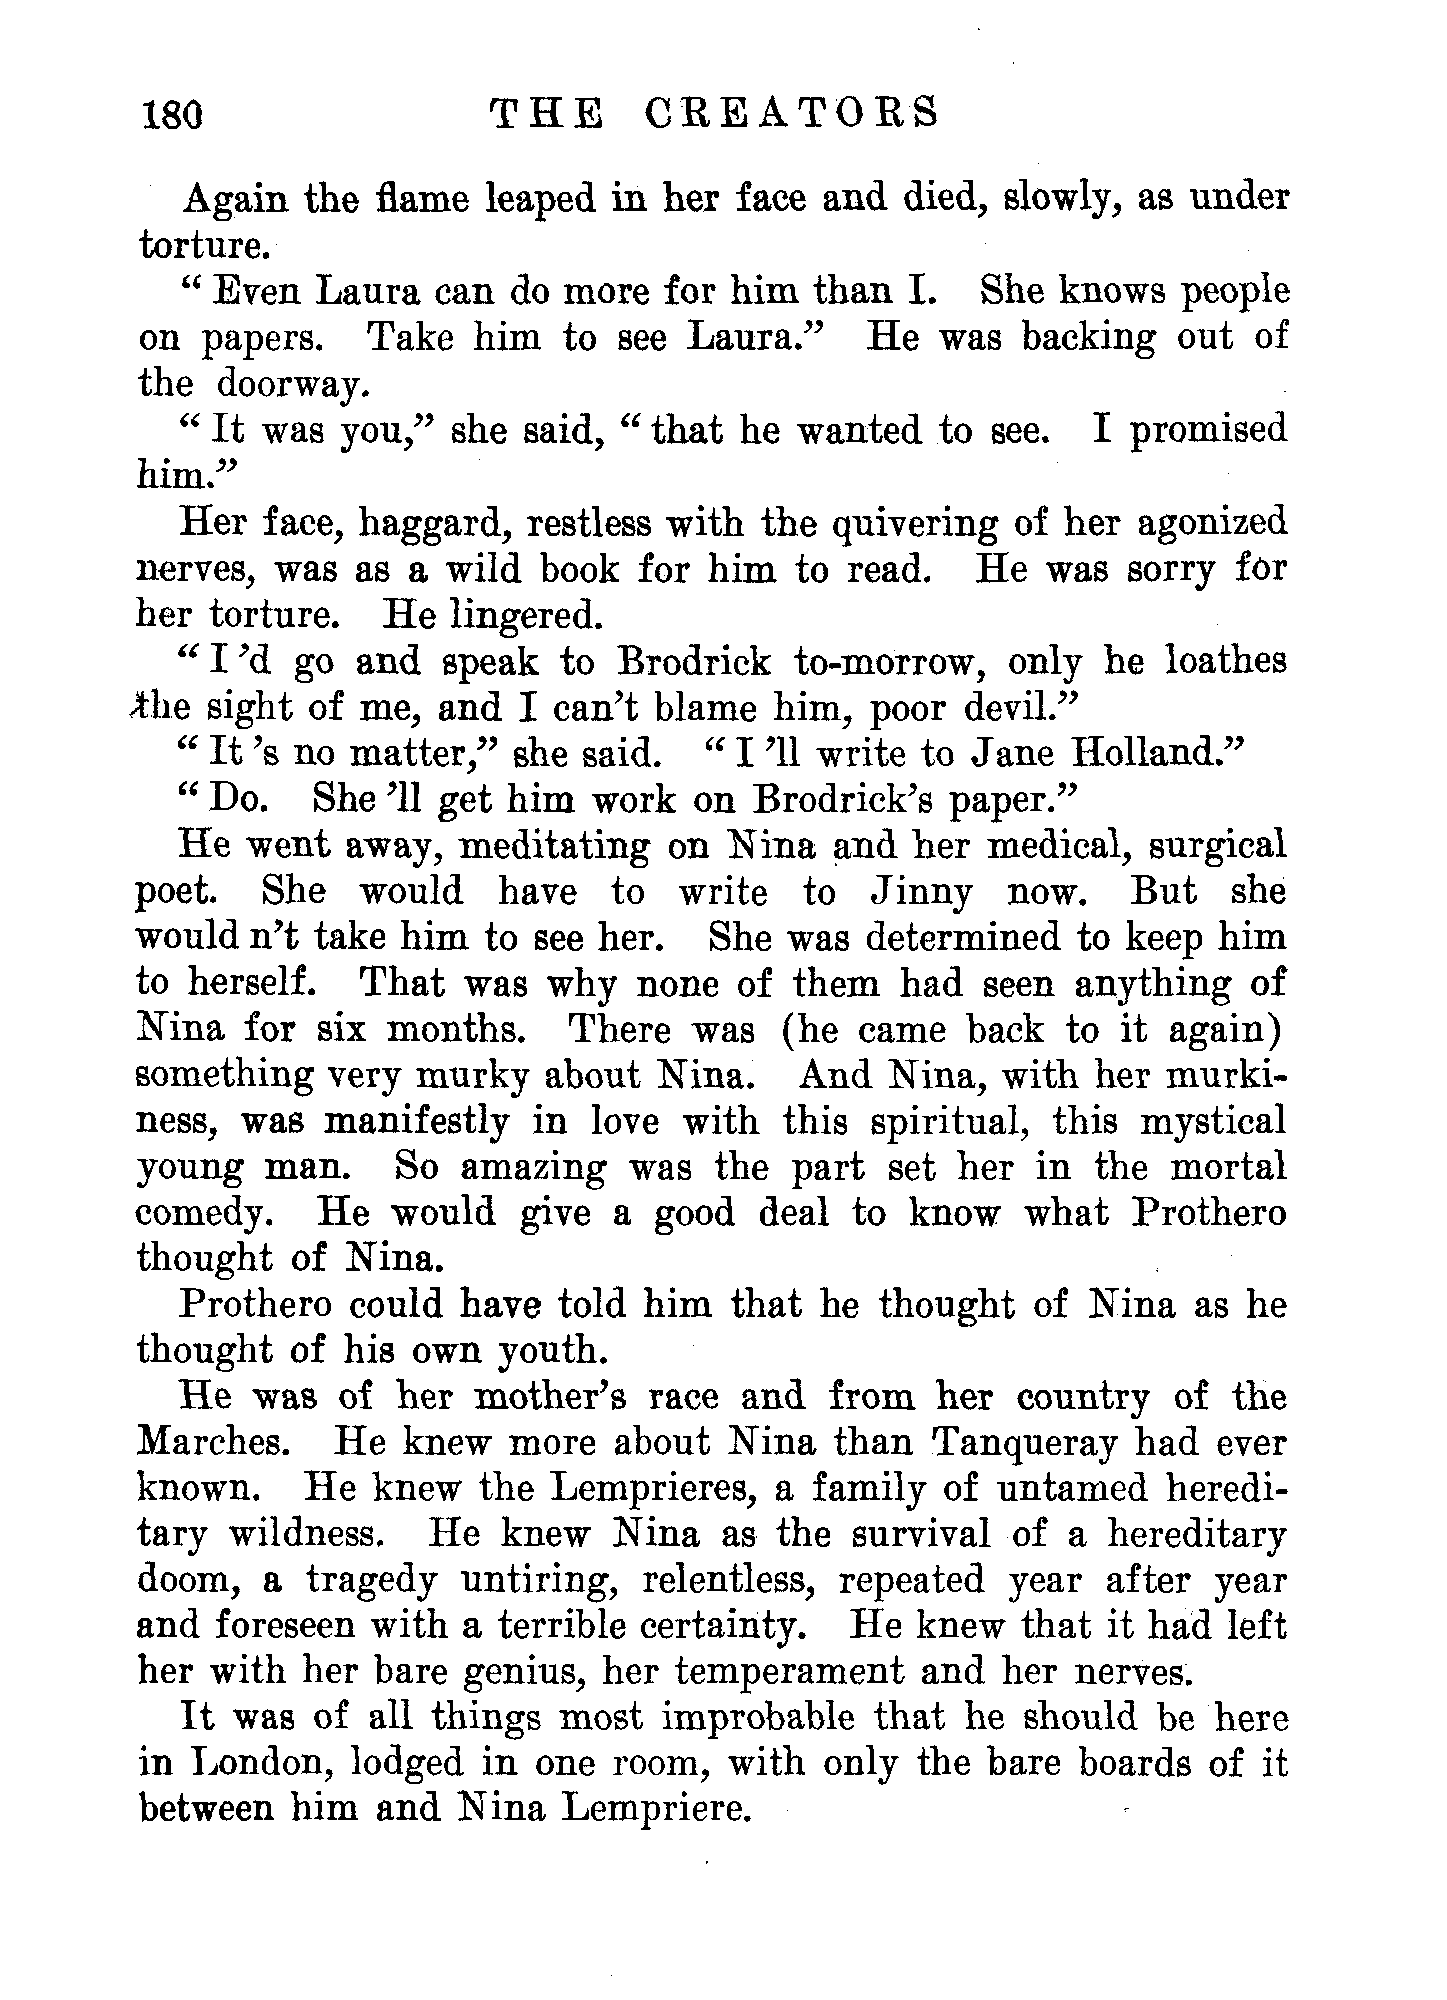 180 THE CREATORS
Again the flame leaped in her face and died, slowly, as under
torture.
“ Even Laura can do more for him than I. She knows people
on papers. Take him to see Laura.” He was backing out of
the doorway.
“ It was you,” she said, “ that he wanted to see. I promised
him.”
Her face, haggard, restless with the quivering of her agonized
nerves, was as a wild book for him to read. He was sorry for
her torture. He lingered.
“ I ’d go and speak to Brodrick to-morrow, only he loathes
the sight of me, and I can’t blame him, poor devil.”
“ It ’s no matter,” she said. “ I ’ll write to Jane Holland.”
“ Do. She ’ll get him work on Brodrick’s paper.”
He went away, meditating on Nina and her medical, surgical
poet. She would have to write to Jinny now. But she
would n’t take him to see her. She was determined to keep him
to herself. That was why none of them had seen anything of
Nina for six months. There was (he came back to it again)
something very murky about Nina. And Nina, with her murki-
ness, was manifestly in love with this spiritual, this mystical
young man. So amazing was the part set her in the mortal
comedy. He would give a good deal to know what Prothero
thought of Nina.
Prothero could have told him that he thought of Nina as he
thought of his own youth.
He was of her mother’s race and from her country of the
Marches. He knew more about Nina than Tanqueray had ever
known. He knew the Lemprieres, a family of untamed heredi-
tary wildness. He knew Nina as the survival of a hereditary
doom, a tragedy untiring, relentless, repeated year after year
and foreseen with a terrible certainty. He knew that it had left
her with her bare genius, her temperament and her nerves.
It was of all things most improbable that he should be here
in London, lodged in one room, with only the bare boards of it
between him and Nina Lempriere.